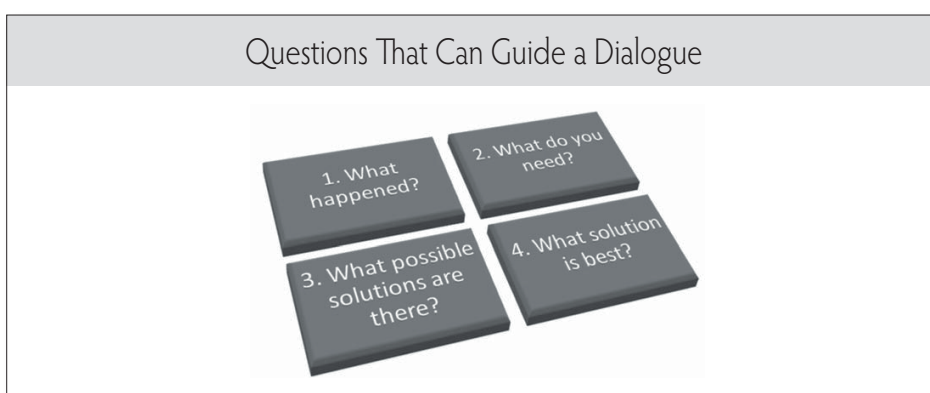 Questions That Can Guide a Dialogue
1. What
happened?
2. What do you
need?
3. What possible
solutions are
there?
4. What solution
is best?